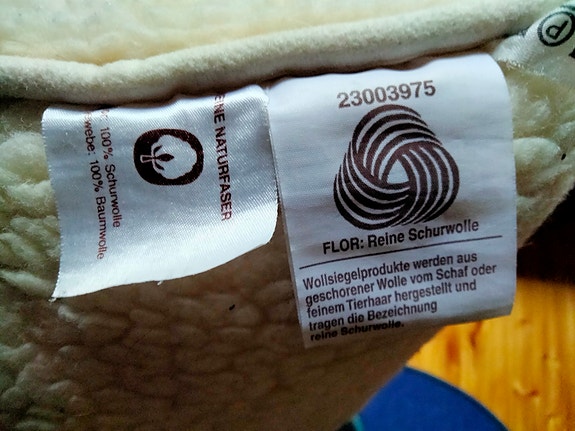 EINE NATURFASER
: 100% Schurwolle
ewebe: 100% Baumwolle
23003975
FLOR: Reine Schurwolle
Wollsiegelprodukte werden aus
geschorener Wolle vom Schaf oder
feinem Tierhaar hergestellt und
tragen die Bezeichnung
reine Schurwolle.
P